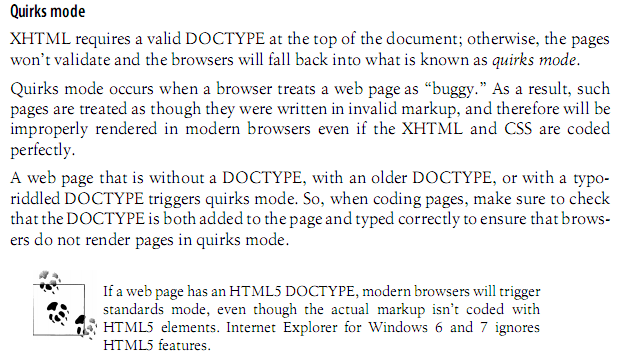 Quirks mode
XHTML requires a valid DOCTYPE at the top of the document; otherwise, the pages
won’t validate and the browsers will fall back into what is known as quirks mode.
Quirks mode occurs when a browser treats a web page as “buggy.” As a result, such
pages are treated as though they were written in invalid markup, and therefore will be
improperly rendered in modern browsers even if the XHTML and CSS are coded
perfectly.
A web page that is without a DOCTYPE, with an older DOCTYPE, or with a typo-
riddled DOCTYPE triggers quirks mode. So, when coding pages, make sure to check
that the DOCTYPE is both added to the page and typed correctly to ensure that brows-
ers do not render pages in quirks mode.
If a web page has an HTML5 DOCTYPE, modern browsers will trigger
standards mode, even though the actual markup isn’t coded with
HTML5 elements. Internet Explorer for Windows 6 and 7 ignores
HTML5 features.